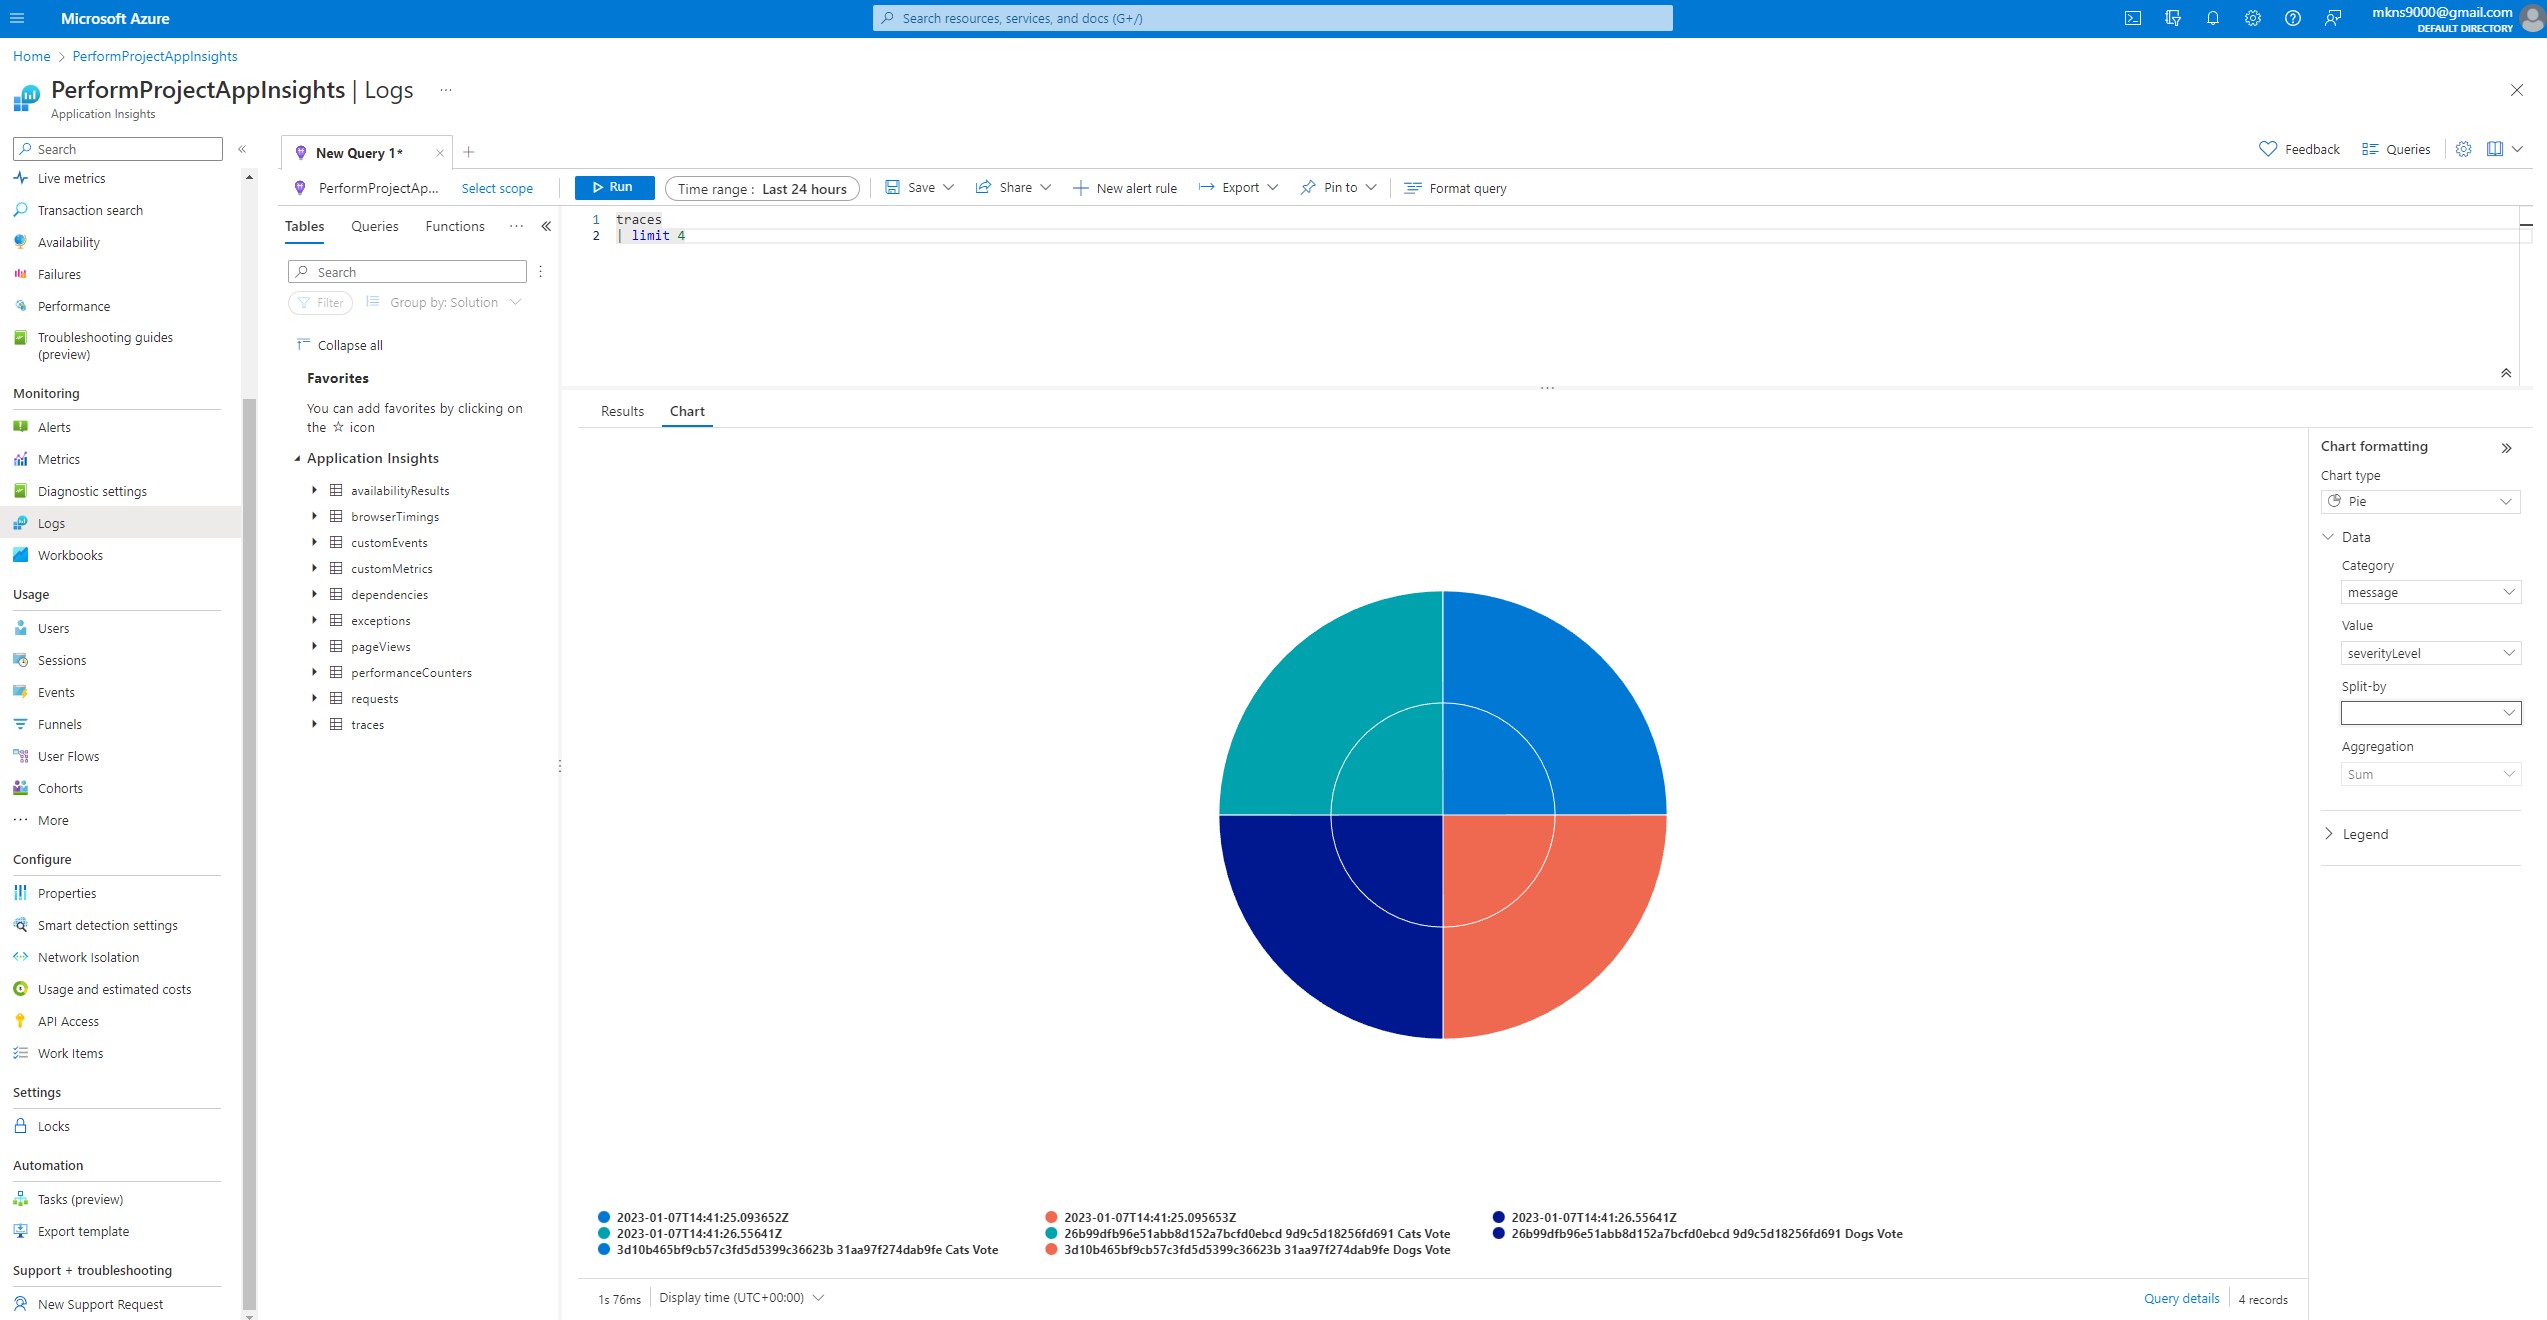 Microsoft Azure
Search resources, services, and docs (G+/)
mkns9000@gmail.com
DEFAULT DIRECTORY
Home > PerformProjectAppInsights
PerformProjectAppInsights | Logs ...
Application Insights
Search
Live metrics
Transaction search
Availability
Failures
Performance
Troubleshooting guides
(preview)
Monitoring
Alerts
Metrics
Diagnostic settings
Logs
Workbooks
Usage
Users
Sessions
Events
Funnels
User Flows
Cohorts
More
Configure
Properties
Smart detection settings
Network Isolation
Usage and estimated costs
API Access
Work Items
Settings
Locks
Automation
Tasks (preview)
Export template
Support + troubleshooting
New Support Request
New Query 1*
Feedback
Queries
PerformProjectAp...
Select scope
Run
Time range : Last 24 hours
Save
Share
New alert rule
Export
Pin to
Format query
Tables
Queries
Functions
Search
Filter
Group by: Solution
Collapse all
Favorites
You can add favorites by clicking on
the ☆ icon
Application Insights
availabilityResults
browserTimings
customEvents
customMetrics
dependencies
exceptions
pageViews
performanceCounters
requests
traces
1 traces
2 | limit 4
Results
Chart
2023-01-07T14:41:25.093652Z
2023-01-07T14:41:25.095653Z
2023-01-07T14:41:26.55641Z
2023-01-07T14:41:26.55641Z
26b99dfb96e51abb8d152a7bcfd0ebcd 9d9c5d18256fd691 Cats Vote
26b99dfb96e51abb8d152a7bcfd0ebcd 9d9c5d18256fd691 Dogs Vote
3d10b465bf9cb57c3fd5d5399c36623b 31aa97f274dab9fe Cats Vote
3d10b465bf9cb57c3fd5d5399c36623b 31aa97f274dab9fe Dogs Vote
1s 76ms
Display time (UTC+00:00)
Query details
4 records
Chart formatting
Chart type
Pie
Data
Category
message
Value
severityLevel
Split-by
Aggregation
Sum
Legend